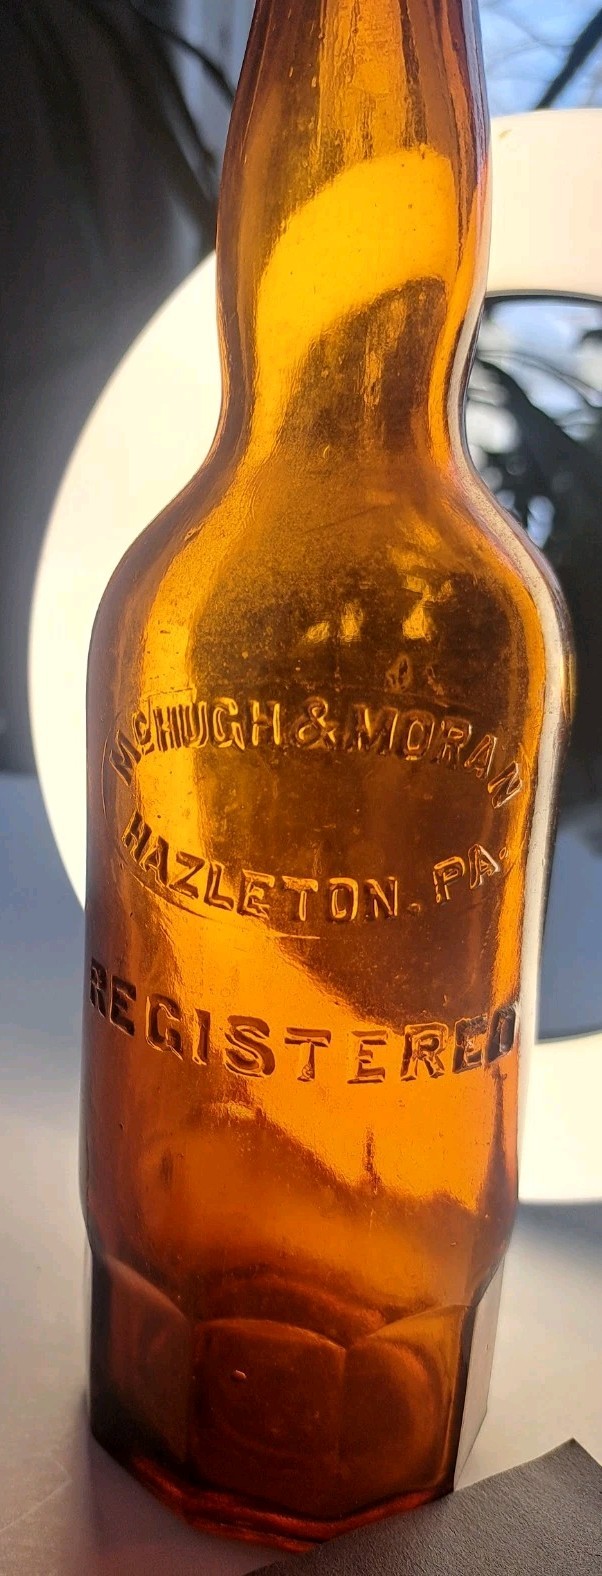 McHUGH & MORAN
HAZLETON, PA.
REGISTERED